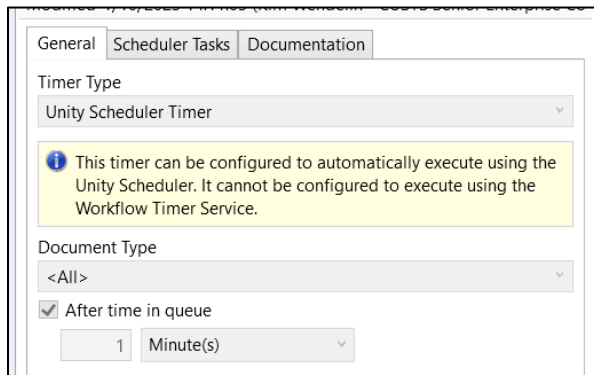 General Scheduler Tasks Documentation
Timer Type
Unity Scheduler Timer
This timer can be configured to automatically execute using the
Unity Scheduler. It cannot be configured to execute using the
Workflow Timer Service.
Document Type
<All>
After time in queue
1 Minute(s)